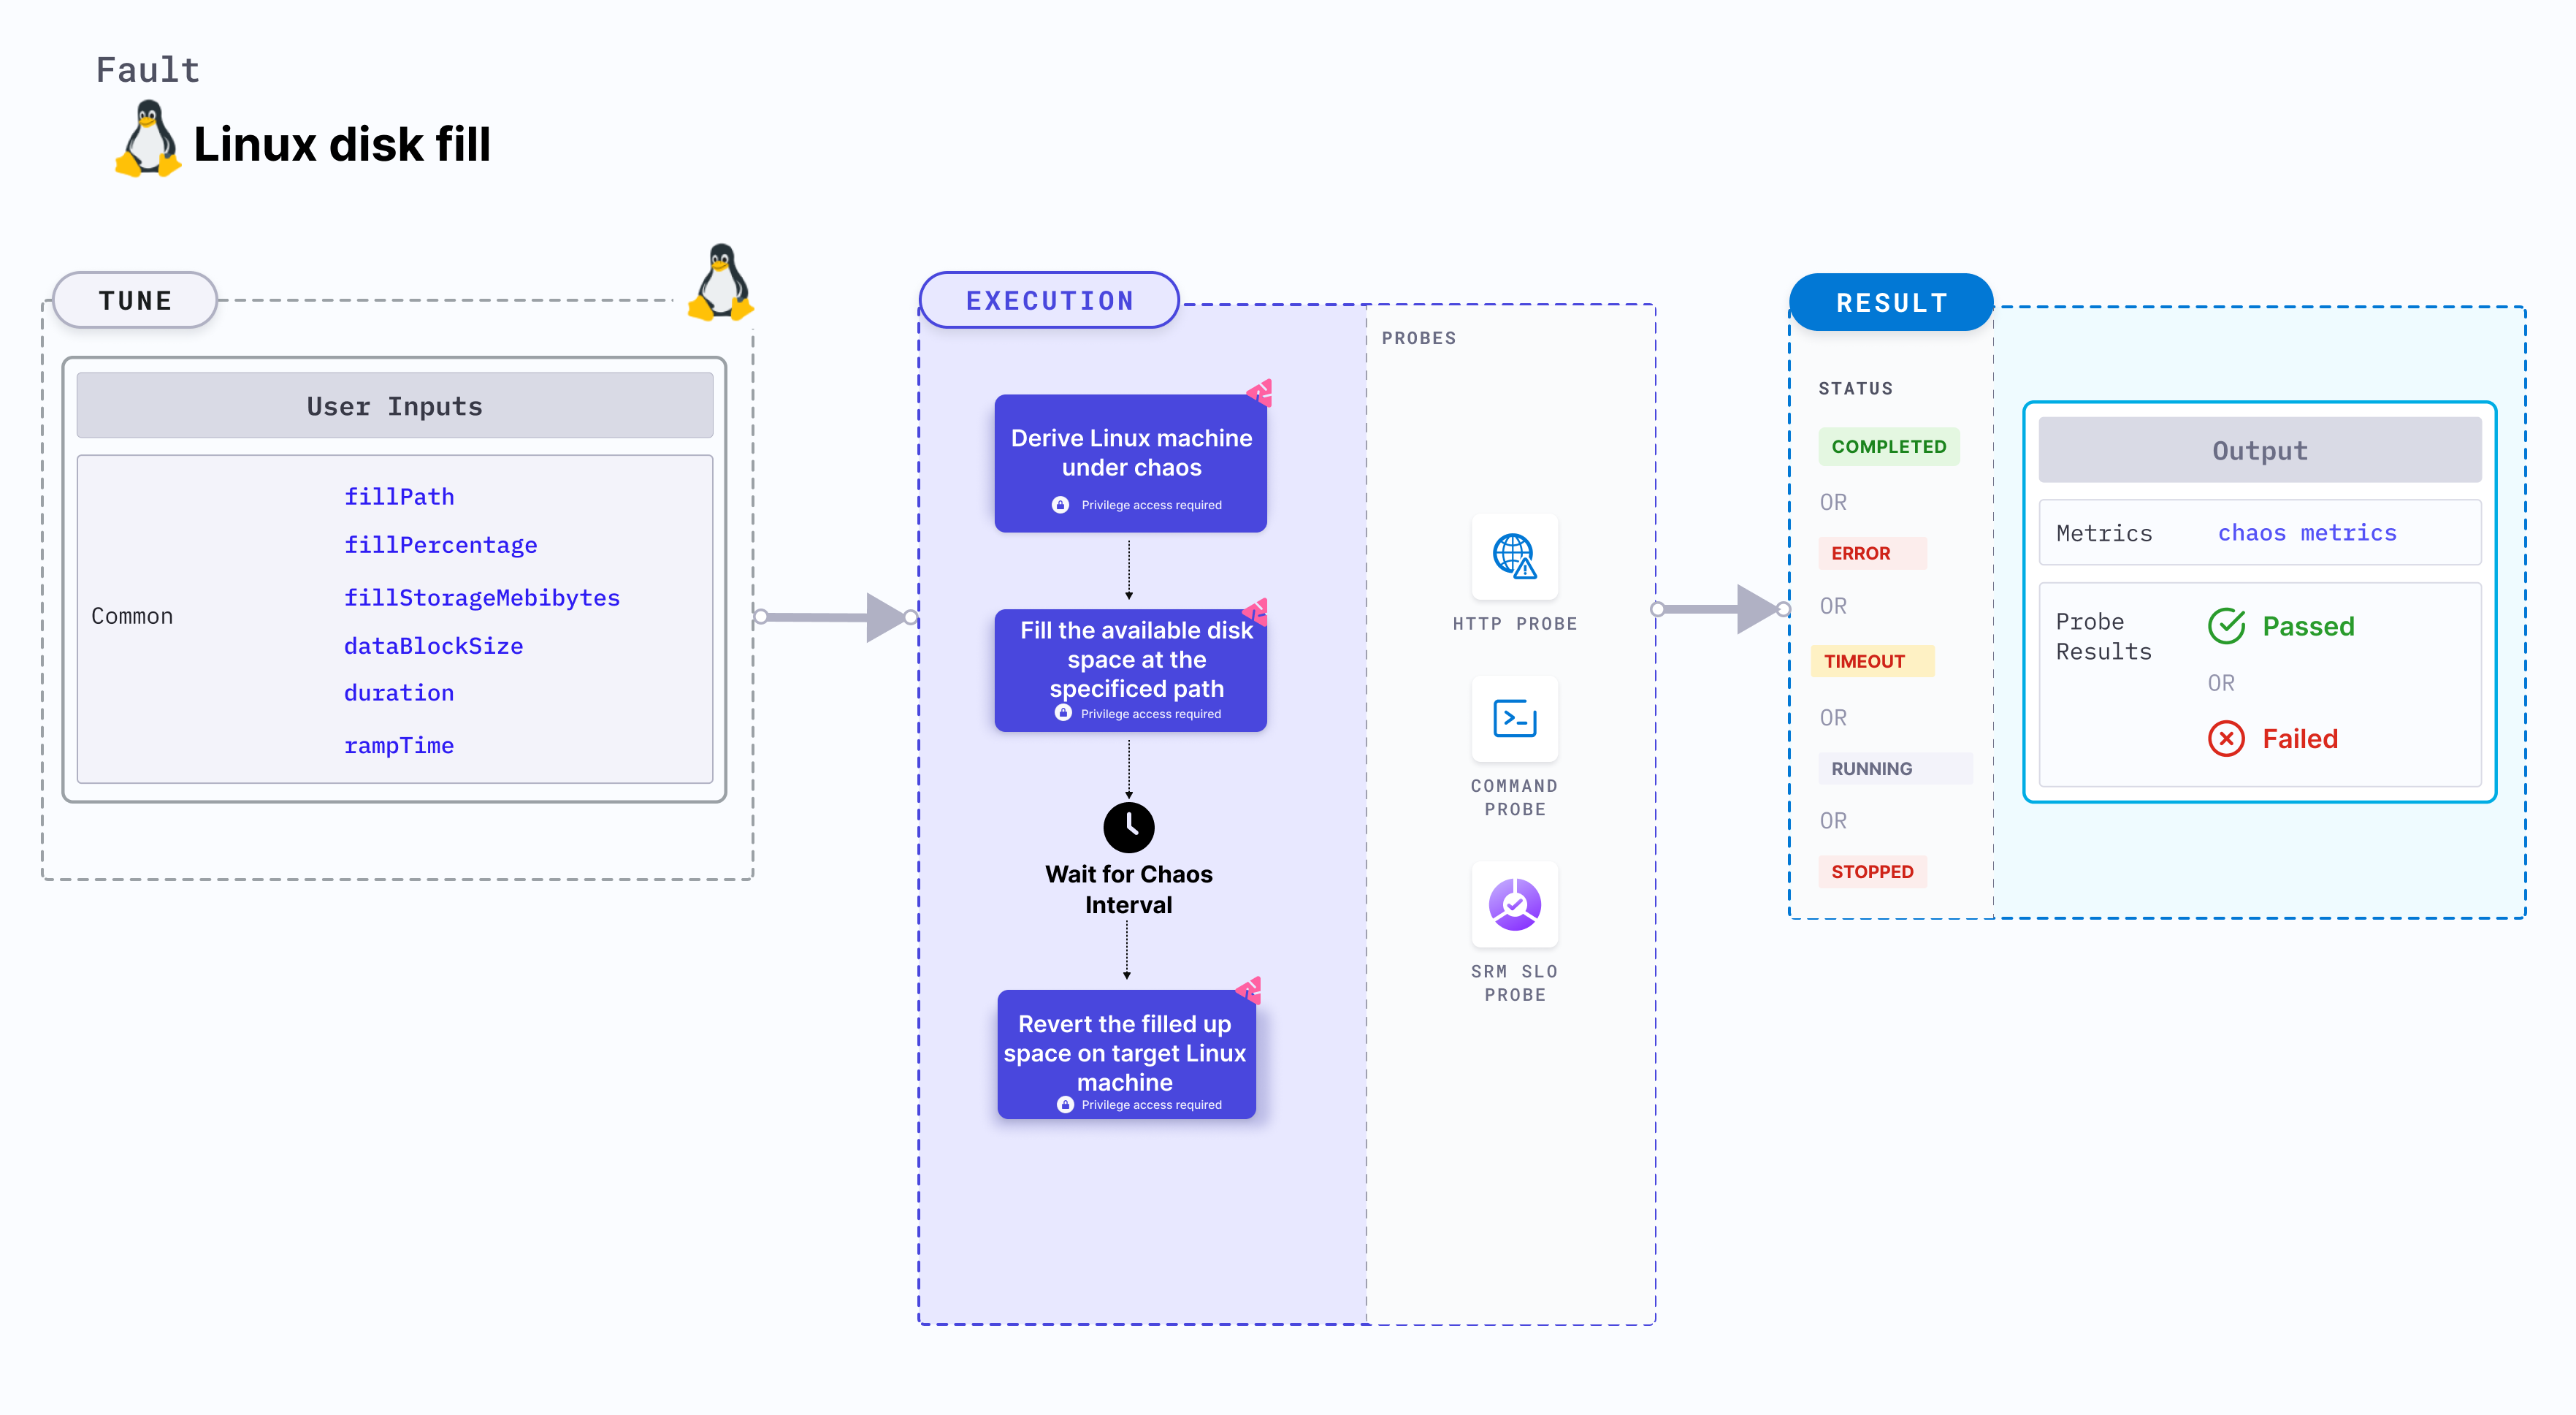 Fault
Linux disk fill
TUNE
User Inputs
Common
fillPath
fillPercentage
fillStorageMebibytes
dataBlockSize
duration
rampTime
EXECUTION
Derive Linux machine
under chaos
Privilege access required
Fill the available disk
space at the
specificed path
Privilege access required
Wait for Chaos
Interval
Revert the filled up
space on target Linux
machine
Privilege access required
PROBES
HTTP PROBE
COMMAND
PROBE
SRM SLO
PROBE
RESULT
STATUS
COMPLETED
OR
ERROR
OR
TIMEOUT
OR
RUNNING
OR
STOPPED
Output
Metrics chaos metrics
Probe
Results
Passed
OR
Failed